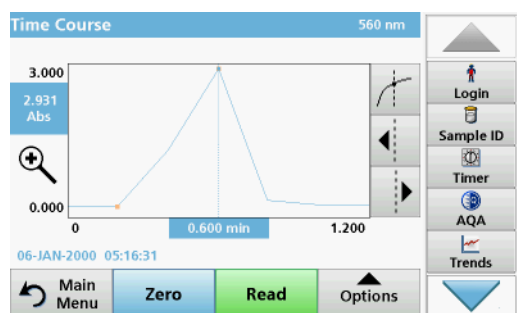 Time Course 560 nm
3.000
2.931
Abs
0.000
0 0.600 min 1.200
06-JAN-2000 05:16:31
Main
Menu
Zero
Read
Options
Login
Sample ID
Timer
AQA
Trends